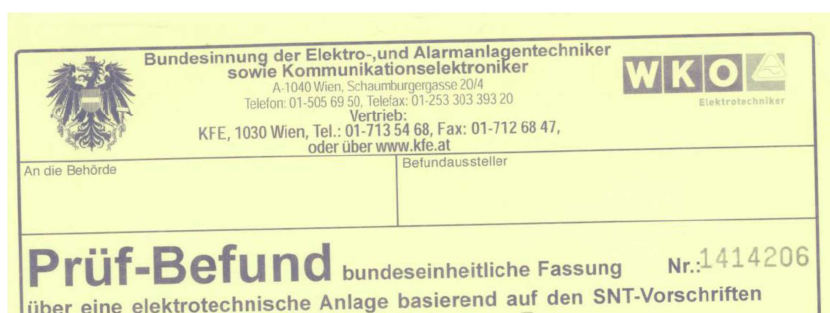 Bundesinnung der Elektro-,und Alarmanlagentechniker
sowie Kommunikationselektroniker
A-1040 Wien, Schaumburgergasse 20/4
Telefon: 01-505 69 50, Telefax: 01-253 303 393 20
Vertrieb:
KFE, 1030 Wien, Tel.: 01-713 54 68, Fax: 01-712 68 47,
oder über www.kfe.at
WKO
Elektrotechniker
An die Behörde
Befundaussteller
Prüf-Befund bundeseinheitliche Fassung Nr.:1414206
über eine elektrotechnische Anlage basierend auf den SNT-Vorschriften